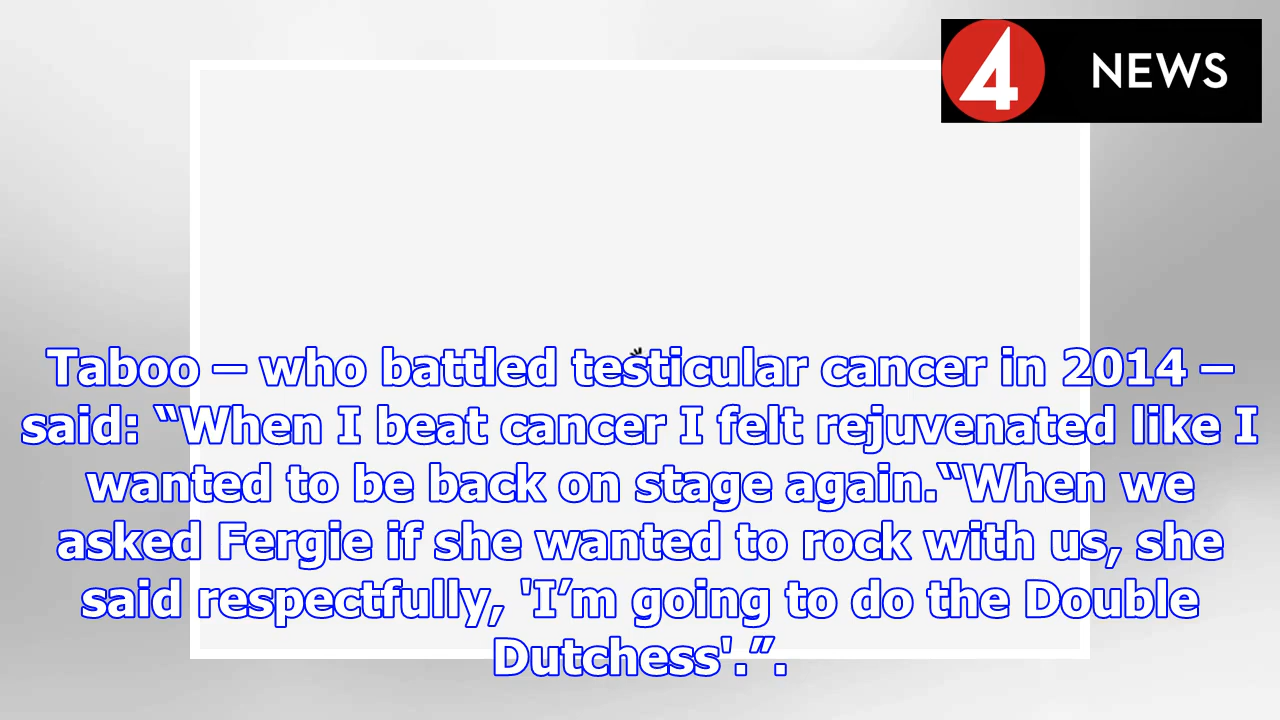 4 NEWS
Taboo – who battled testicular cancer in 2014 –
said: “When I beat cancer I felt rejuvenated like I
wanted to be back on stage again.“When we
asked Fergie if she wanted to rock with us, she
said respectfully, 'I’m going to do the Double
Dutchess'.”.